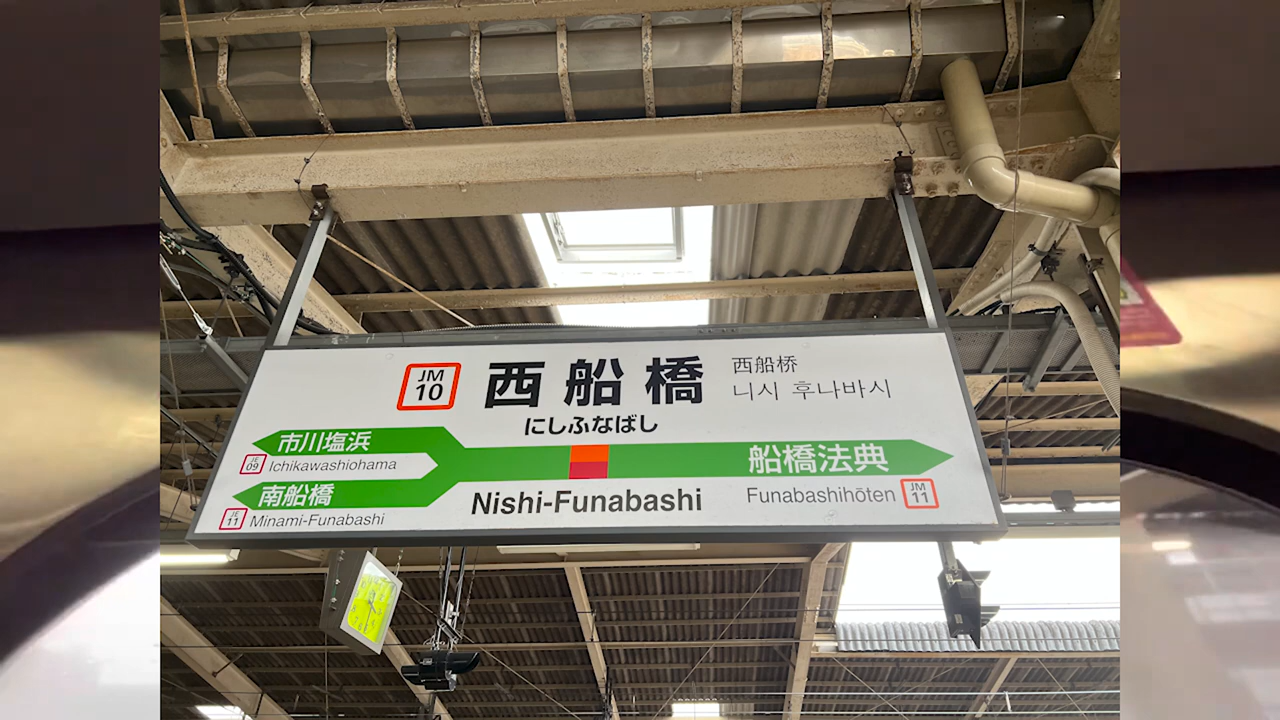 JM
10
西船橋
西船桥
니시 후나바시
にしふなばし
市川塩浜
JE
09
Ichikawashiohama
南船橋
JE
11
Minami-Funabashi
Nishi-Funabashi
船橋法典
Funabashihōten
JM
11